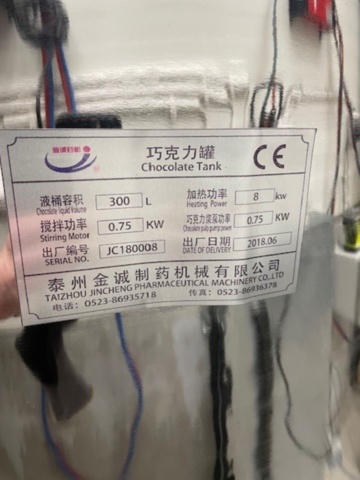 巧克力罐
Chocolate Tank
CE
液桶容积 300 L 加热功率 8 kw
Chocolate liquid Volume Heating Power
搅拌功率 0.75 KW 巧克力浆泵功率 0.75 KW
Stirring Motor Chocolate pulp pump power
出厂编号 JC180008 出厂日期 2018.06
SERIAL NO. DATE OF DELIVERY
泰州金诚制药机械有限公司
TAIZHOU JINCHENG PHARMACEUTICAL MACHINERY CO.,LTD
电话：0523-86935718 传真：0523-86936378